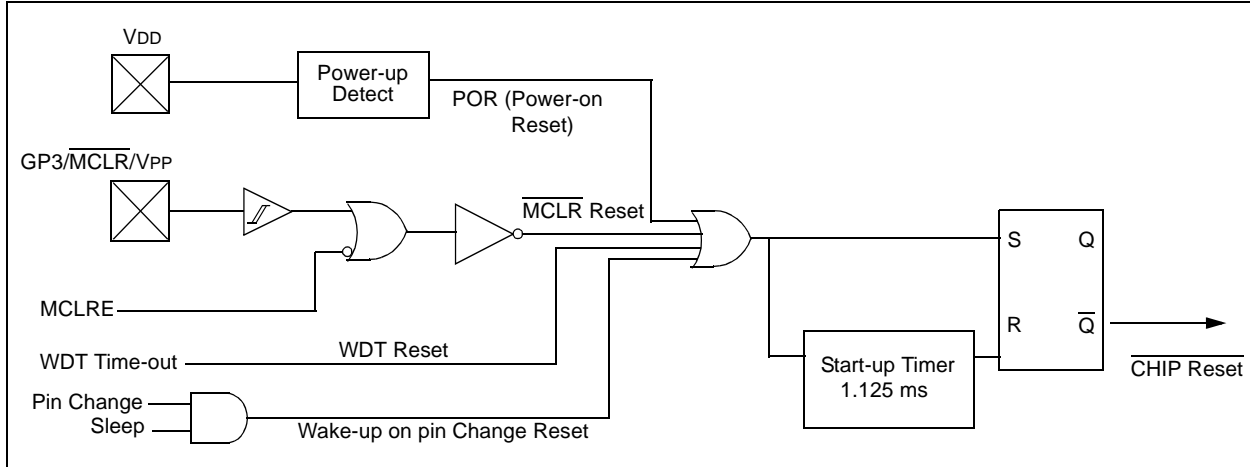 VDD
Power-up
Detect
POR (Power-on
Reset)
GP3/MCLR/VPP
MCLR Reset
S
Q
R
Q
MCLRE
WDT Time-out
WDT Reset
Start-up Timer
1.125 ms
CHIP Reset
Pin Change
Sleep
Wake-up on pin Change Reset